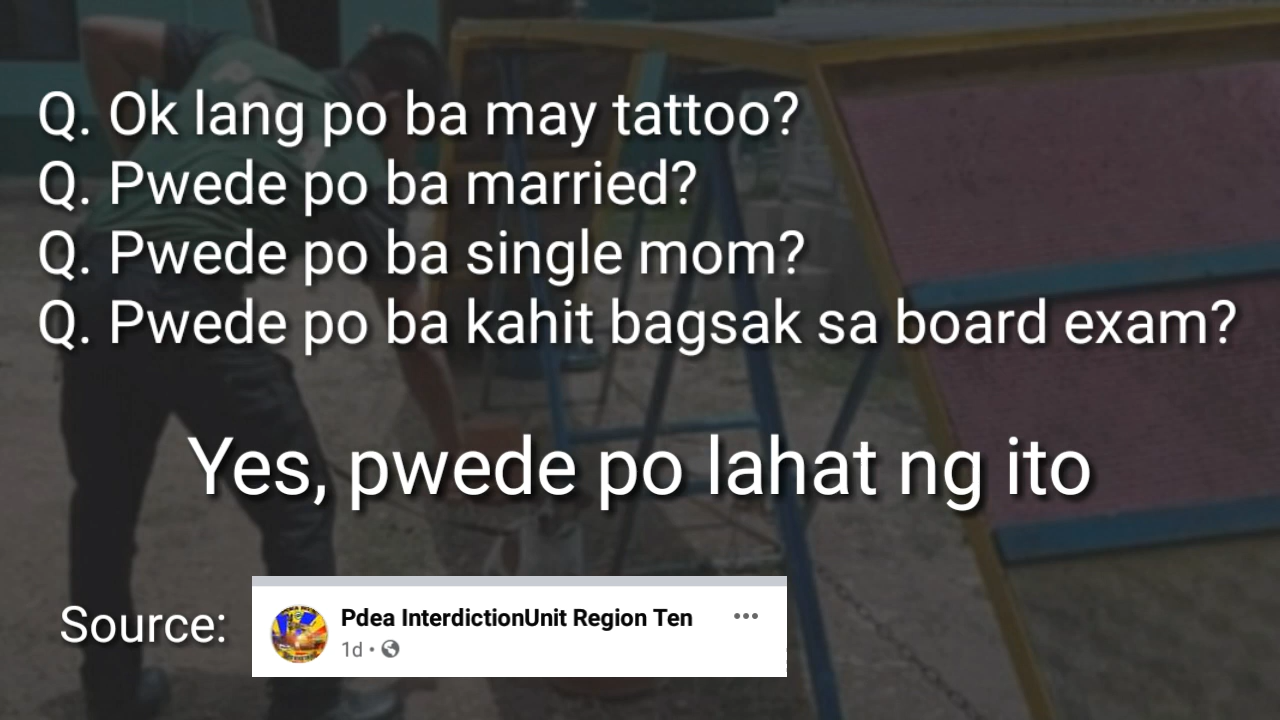 Q. Ok lang po ba may tattoo?
Q. Pwede po ba married?
Q. Pwede po ba single mom?
Q. Pwede po ba kahit bagsak sa board exam?
Yes, pwede po lahat ng ito
Source:
Pdea InterdictionUnit Region Ten
1d